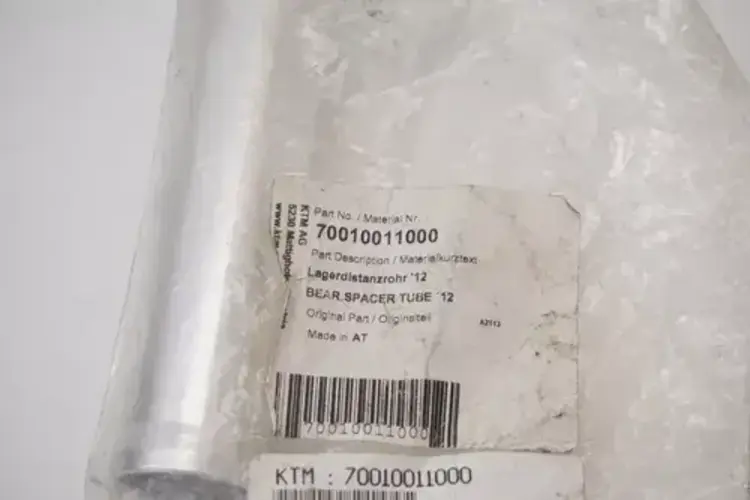 KTM AG
5230 Mattighofen
Part No. / Material Nr.
70010011000
Part Description / Materialkurztext
Lagerdistanzrohr '12
BEAR.SPACER TUBE '12
Original Part / Originalteil
A2013
Made in AT
70010011000
KTM : 70010011000